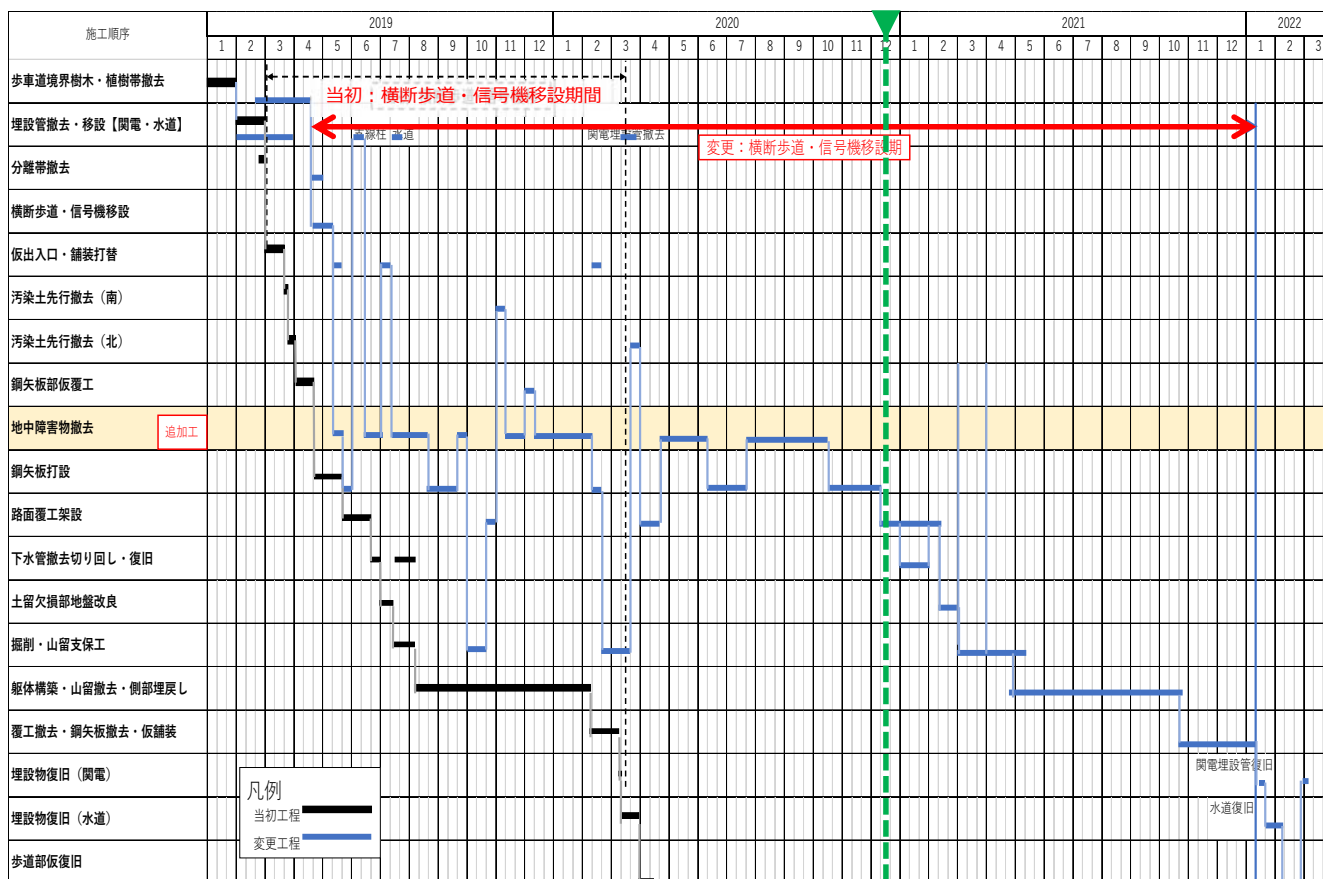 施工順序
2019
2020
2021
2022
1 2 3 4 5 6 7 8 9 10 11 12 1 2 3 4 5 6 7 8 9 10 11 12 1 2 3 4 5 6 7 8 9 10 11 12 1 2 3
歩車道境界樹木・植樹帯撤去
当初：横断歩道・信号機移設期間
埋設管撤去・移設【関電・水道】
水道
変更：横断歩道・信号機移設期
分離帯撤去
横断歩道・信号機移設
仮出入口・舗装打替
汚染土先行撤去（南）
汚染土先行撤去（北）
鋼矢板部仮覆工
地中障害物撤去
追加工
鋼矢板打設
路面覆工架設
下水管撤去切り回し・復旧
土留欠損部地盤改良
掘削・山留支保工
躯体構築・山留撤去・側部埋戻し
覆工撤去・鋼矢板撤去・仮舗装
関電埋設管復旧
埋設物復旧（関電）
埋設物復旧（水道）
水道復旧
歩道部仮復旧
凡例
当初工程
変更工程